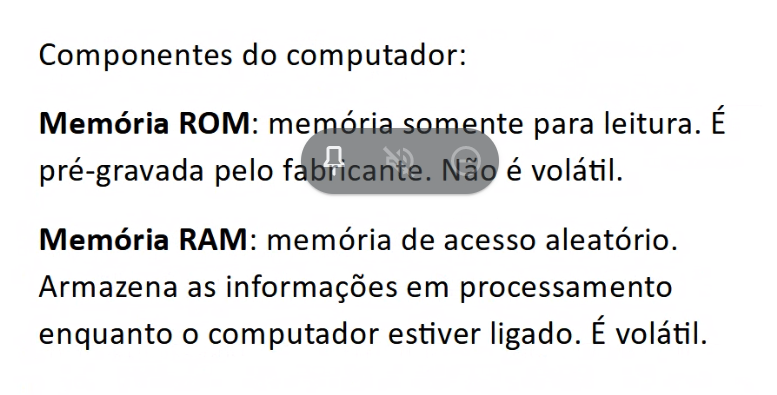 Componentes do computador:
Memória ROM: memória somente para leitura. É
pré-gravada pelo fabricante. Não é volátil.
Memória RAM: memória de acesso aleatório.
Armazena as informações em processamento
enquanto o computador estiver ligado. É volátil.